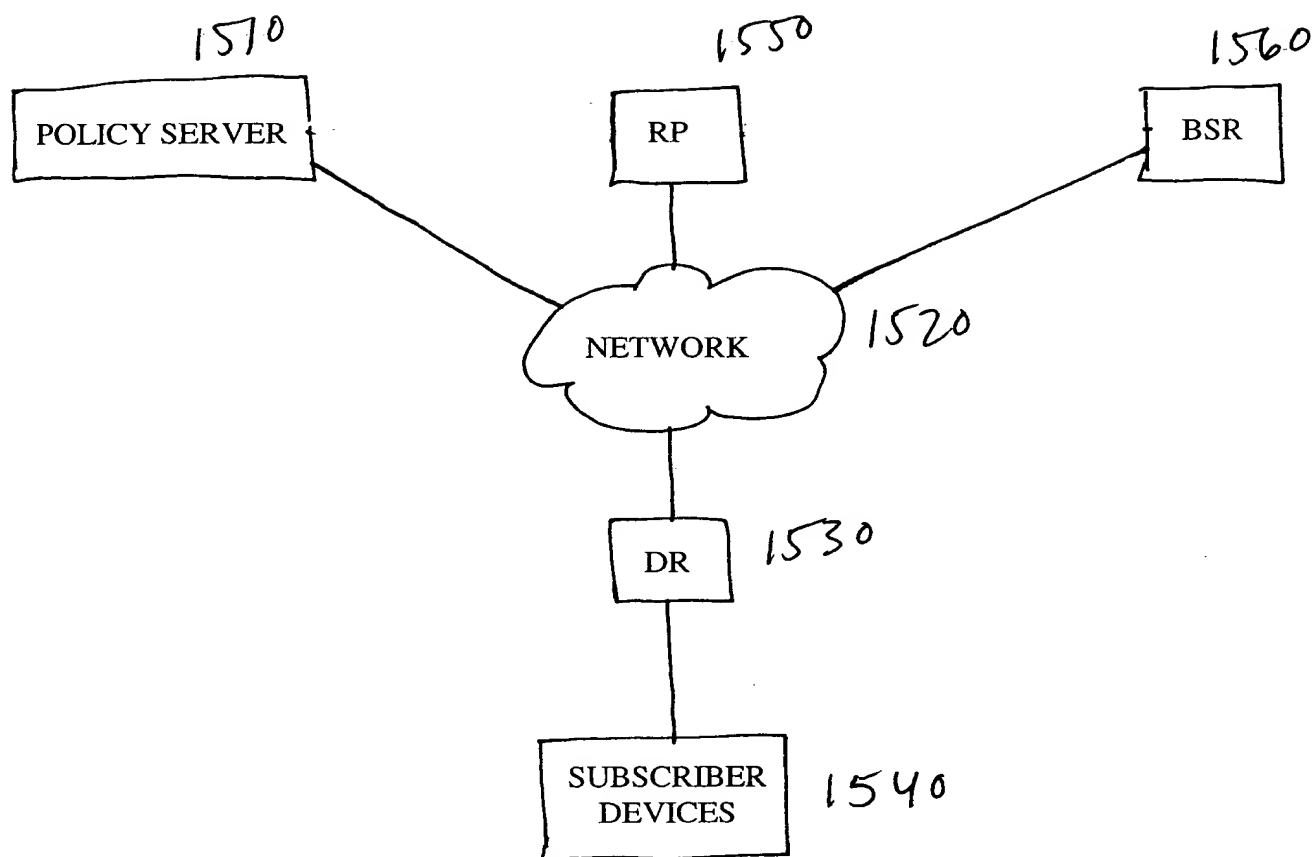 1510
1550
1560
POLICY SERVER
RP
BSR
NETWORK
1520
DR
1530
SUBSCRIBER
DEVICES
1540